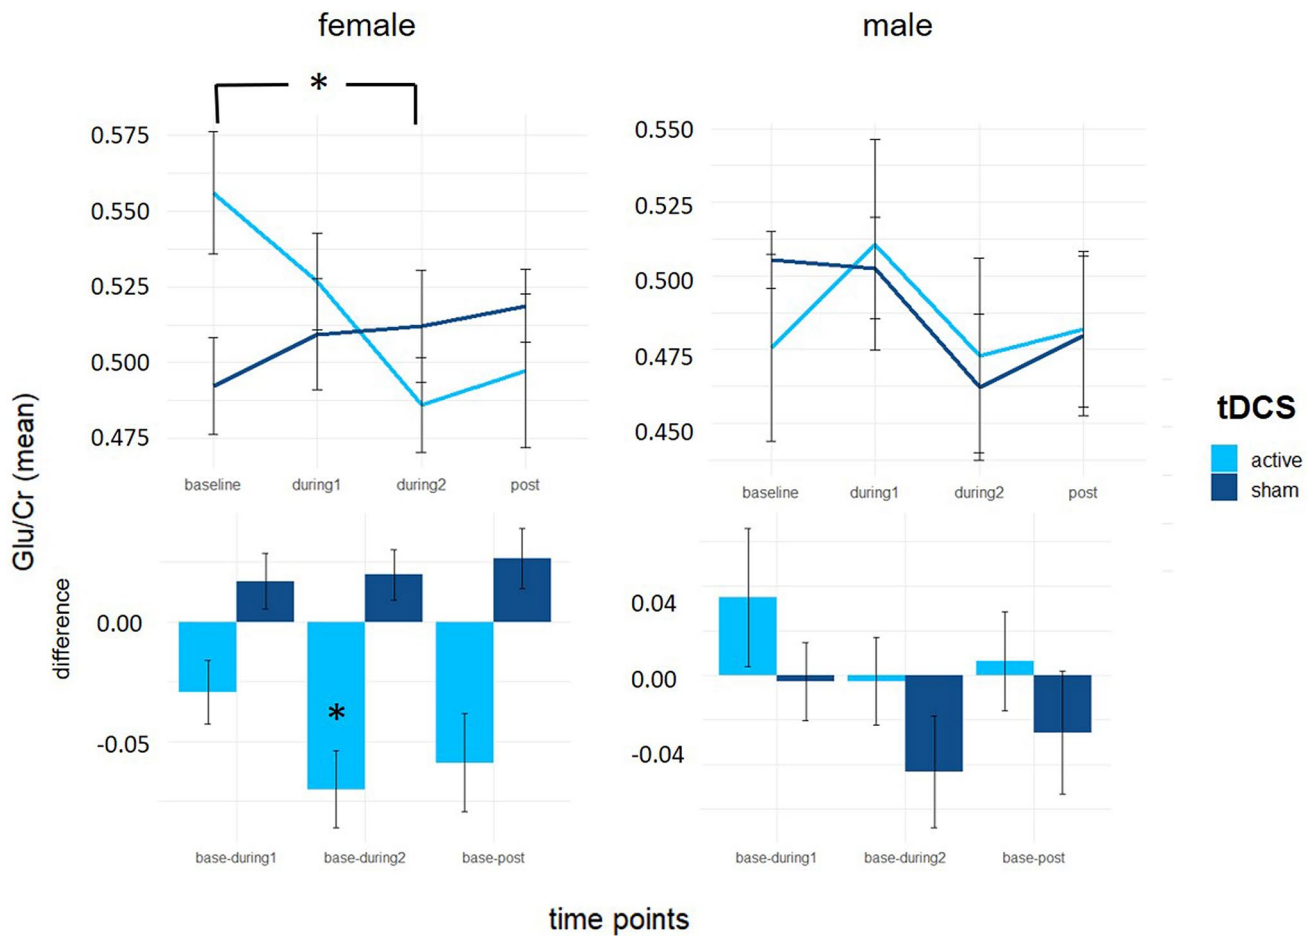 female
male
*
0.575
0.550
0.525
0.500
0.475
baseline during1 during2 post
0.550
0.525
0.500
0.475
0.450
baseline during1 during2 post
Glu/Cr (mean)
tDCS
active
sham
difference
0.00
-0.05
*
base-during1 base-during2 base-post
0.04
0.00
-0.04
base-during1 base-during2 base-post
time points